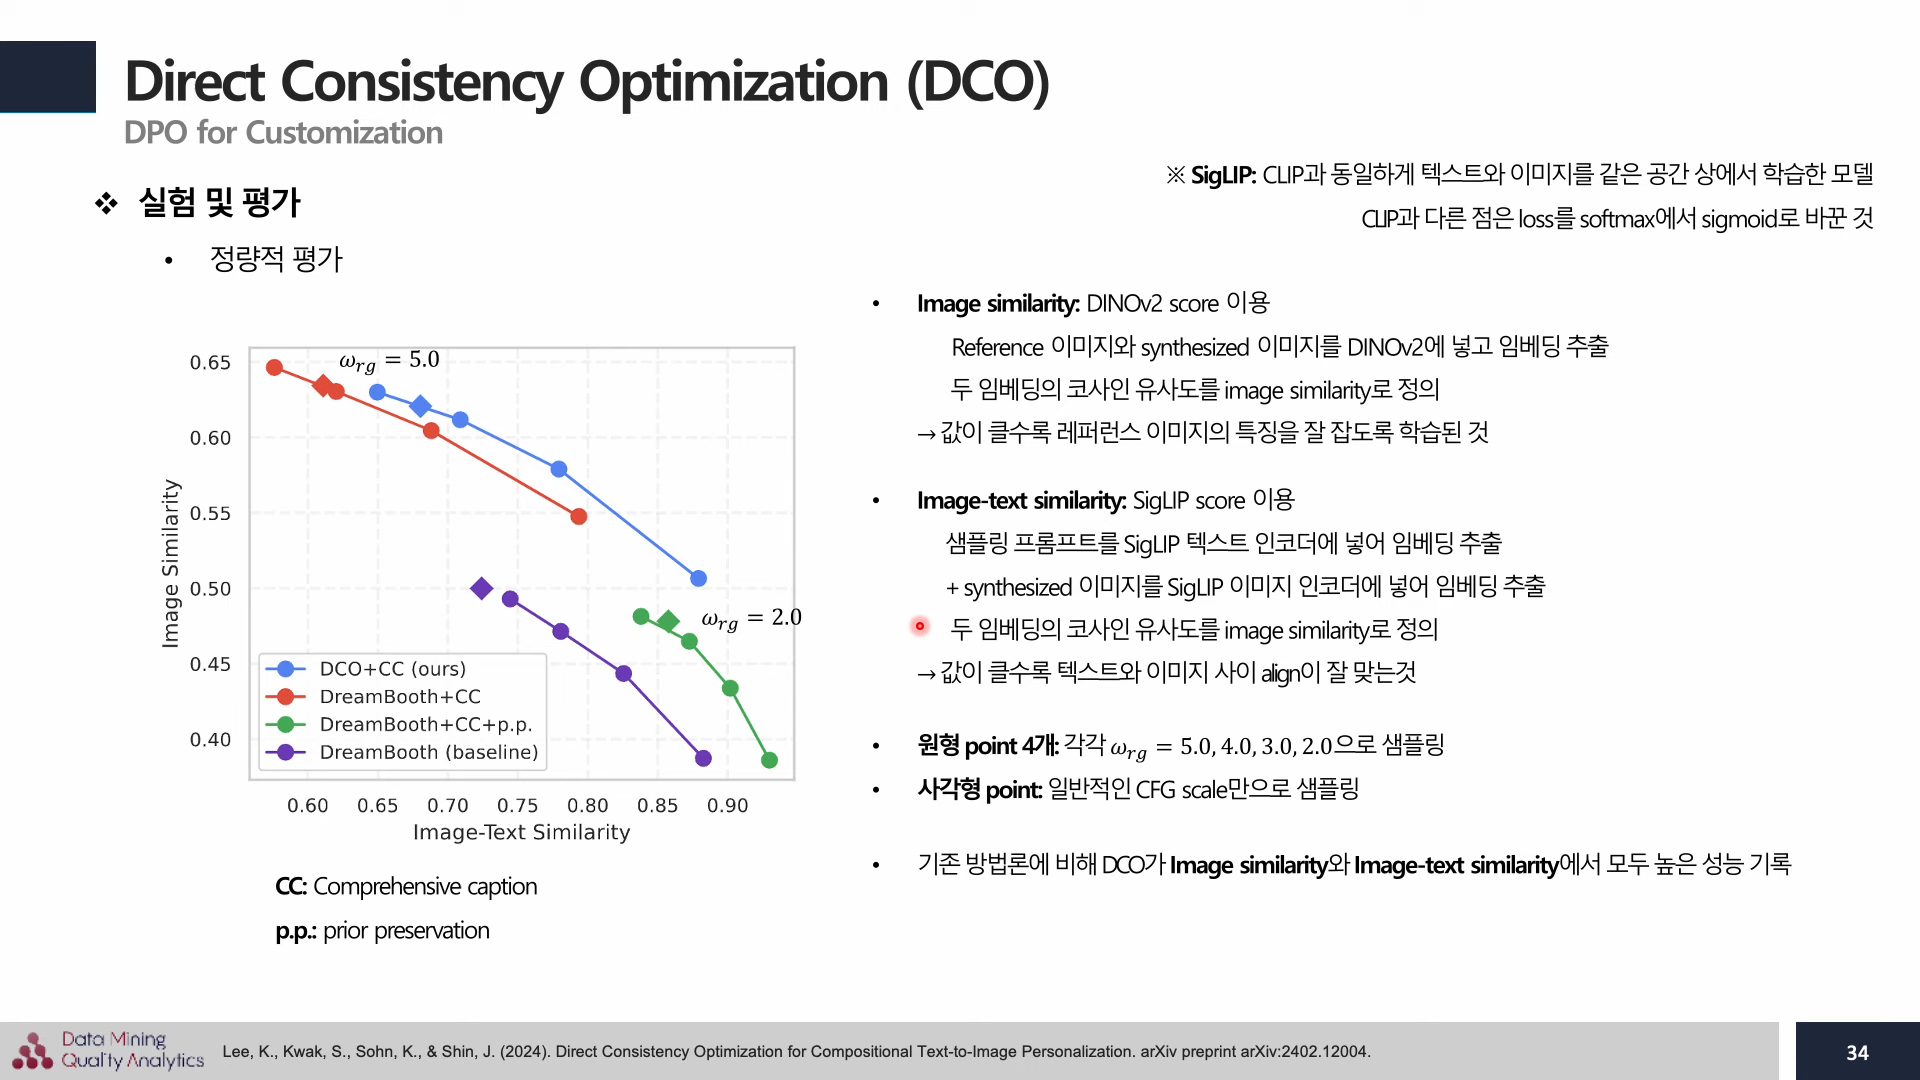 Direct Consistency Optimization (DCO)
DPO for Customization
※ SigLIP: CLIP과 동일하게 텍스트와 이미지를 같은 공간 상에서 학습한 모델
CLIP과 다른 점은 loss를 softmax에서 sigmoid로 바꾼 것
❖ 실험 및 평가
• 정량적 평가
ω_rg = 5.0
ω_rg = 2.0
Image Similarity
0.65
0.60
0.55
0.50
0.45
0.40
DCO+CC (ours)
DreamBooth+CC
DreamBooth+CC+p.p.
DreamBooth (baseline)
0.60 0.65 0.70 0.75 0.80 0.85 0.90
Image-Text Similarity
CC: Comprehensive caption
p.p.: prior preservation
• Image similarity: DINOv2 score 이용
Reference 이미지와 synthesized 이미지를 DINOv2에 넣고 임베딩 추출
두 임베딩의 코사인 유사도를 image similarity로 정의
→ 값이 클수록 레퍼런스 이미지의 특징을 잘 잡도록 학습된 것
• Image-text similarity: SigLIP score 이용
샘플링 프롬프트를 SigLIP 텍스트 인코더에 넣어 임베딩 추출
+ synthesized 이미지를 SigLIP 이미지 인코더에 넣어 임베딩 추출
두 임베딩의 코사인 유사도를 image similarity로 정의
→ 값이 클수록 텍스트와 이미지 사이 align이 잘 맞는것
• 원형 point 4개: 각각 ω_rg = 5.0, 4.0, 3.0, 2.0으로 샘플링
• 사각형 point: 일반적인 CFG scale만으로 샘플링
• 기존 방법론에 비해 DCO가 Image similarity와 Image-text similarity에서 모두 높은 성능 기록
Data Mining
Quality Analytics
Lee, K., Kwak, S., Sohn, K., & Shin, J. (2024). Direct Consistency Optimization for Compositional Text-to-Image Personalization. arXiv preprint arXiv:2402.12004.
34